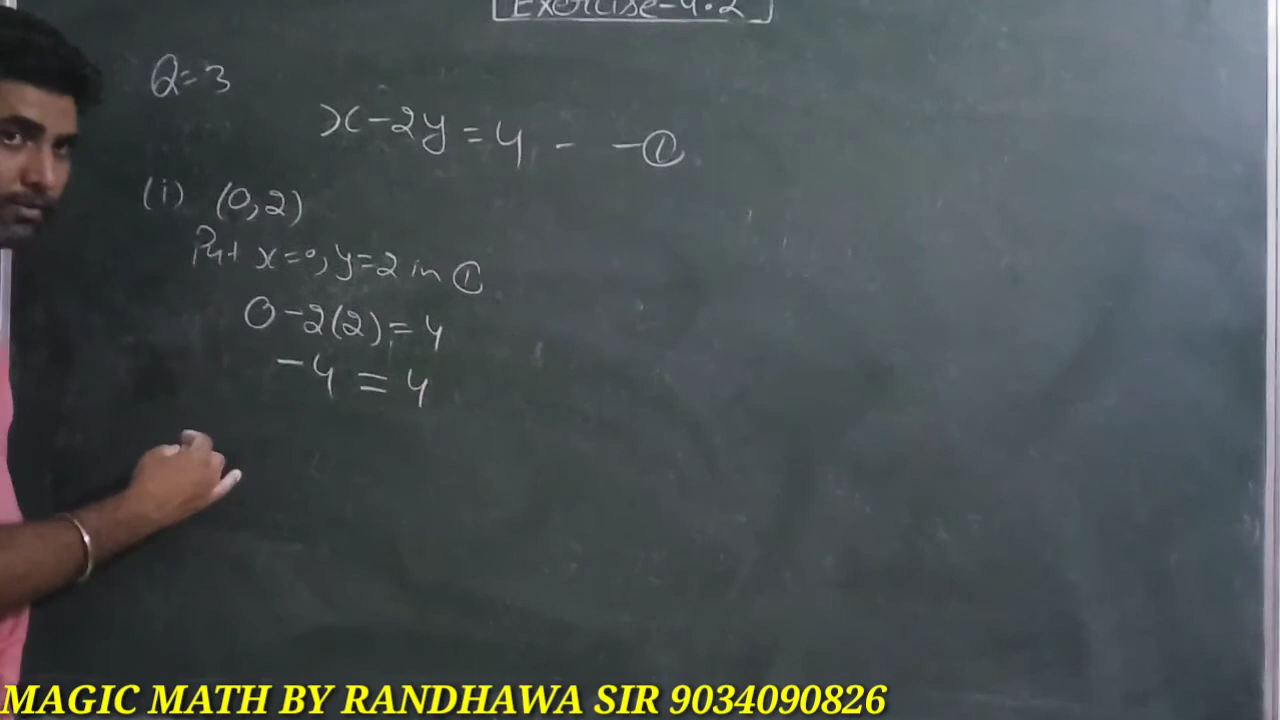 Exercise-4.2
Q=3
x-2y=4 - -①
(i) (0,2)
Put x=0, y=2 in ①
0-2(2)=4
-4=4
MAGIC MATH BY RANDHAWA SIR 9034090826